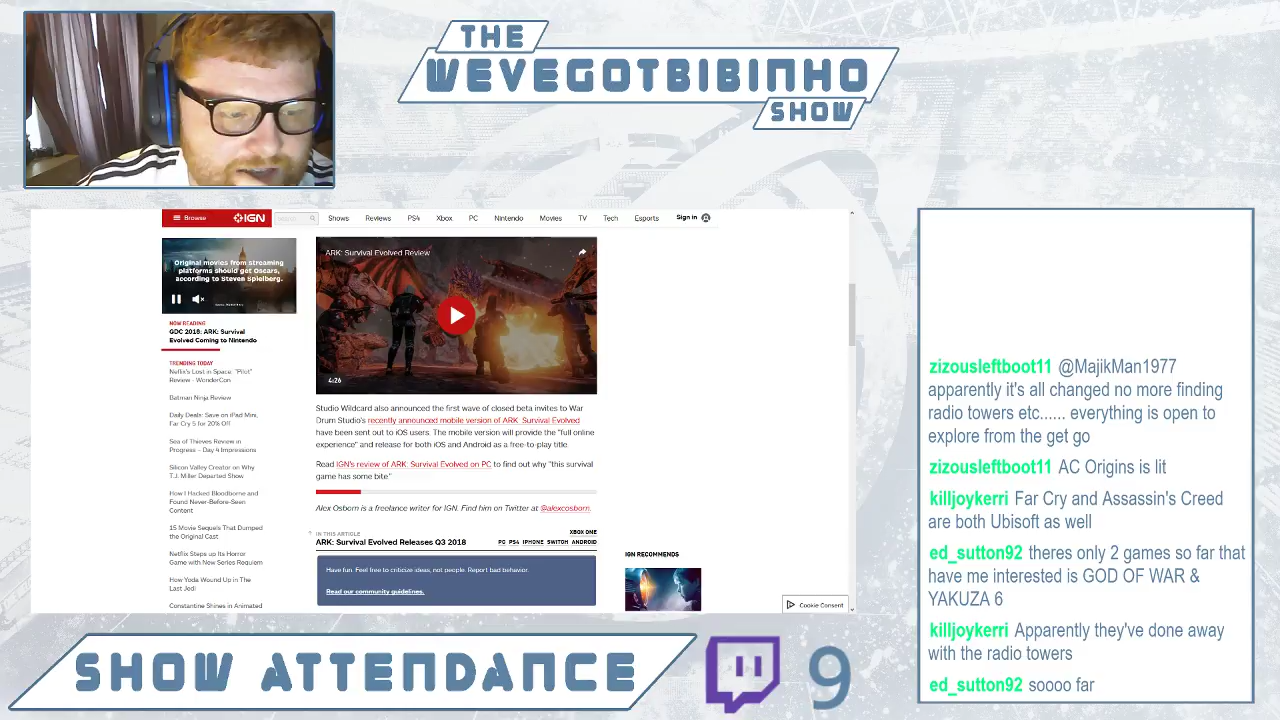 THE
WEVEGOTBIBINHO
SHOW
Browse
IGN
Shows
Reviews
PS4
Xbox
PC
Nintendo
Movies
TV
Tech
Esports
Sign in
Original movies from streaming
platforms should get Oscars,
according to Steven Spielberg.
NOW READING
GDC 2018: ARK: Survival
Evolved Coming to Nintendo
TRENDING TODAY
Netflix's Lost in Space: "Pilot"
Review - WonderCon
Batman Ninja Review
Daily Deals: Save on iPad Mini,
Far Cry 5 for 20% Off
Sea of Thieves Review in
Progress – Day 4 Impressions
Silicon Valley Creator on Why
T.J. Miller Departed Show
How I Hacked Bloodborne and
Found Never-Before-Seen
Content
15 Movie Sequels That Dumped
the Original Cast
Netflix Steps up Its Horror
Game with New Series Requiem
How Yoda Wound Up in The
Last Jedi
Constantine Shines in Animated
ARK: Survival Evolved Review
4:26
Studio Wildcard also announced the first wave of closed beta invites to War
Drum Studio's recently announced mobile version of ARK: Survival Evolved
have been sent out to iOS users. The mobile version will provide the "full online
experience" and release for both iOS and Android as a free-to-play title.
Read IGN's review of ARK: Survival Evolved on PC to find out why "this survival
game has some bite."
Alex Osborn is a freelance writer for IGN. Find him on Twitter at @alexcosborn.
IN THIS ARTICLE
ARK: Survival Evolved Releases Q3 2018
XBOX ONE
PC PS4 IPHONE SWITCH ANDROID
Have fun. Feel free to criticize ideas, not people. Report bad behavior.
Read our community guidelines.
IGN RECOMMENDS
Cookie Consent
zizousleftboot11 @MajikMan1977
apparently it's all changed no more finding
radio towers etc...... everything is open to
explore from the get go
zizousleftboot11 AC Origins is lit
killjoykerri Far Cry and Assassin's Creed
are both Ubisoft as well
ed_sutton92 theres only 2 games so far that
have me interested is GOD OF WAR &
YAKUZA 6
killjoykerri Apparently they've done away
with the radio towers
ed_sutton92 soooo far
SHOW ATTENDANCE
9